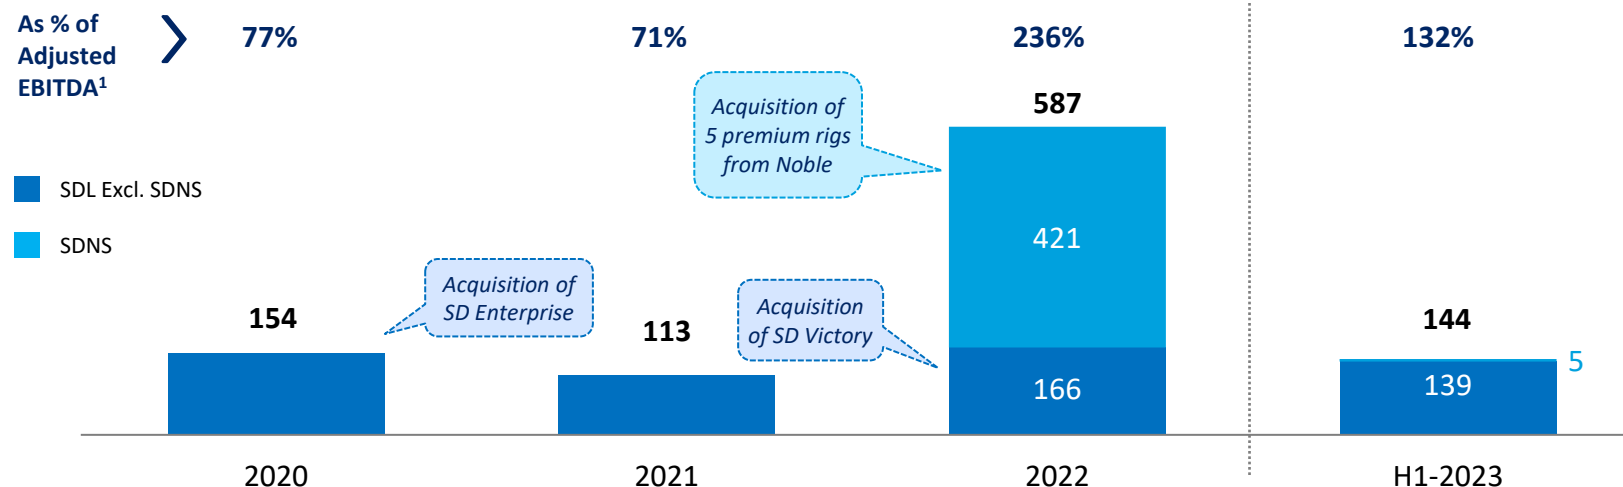 As % of
Adjusted
EBITDA1
77%
71%
236%
132%
SDL Excl. SDNS
SDNS
Acquisition of
5 premium rigs
from Noble
Acquisition of
SD Enterprise
Acquisition
of SD Victory
154
113
587
421
166
144
139
5
2020
2021
2022
H1-2023